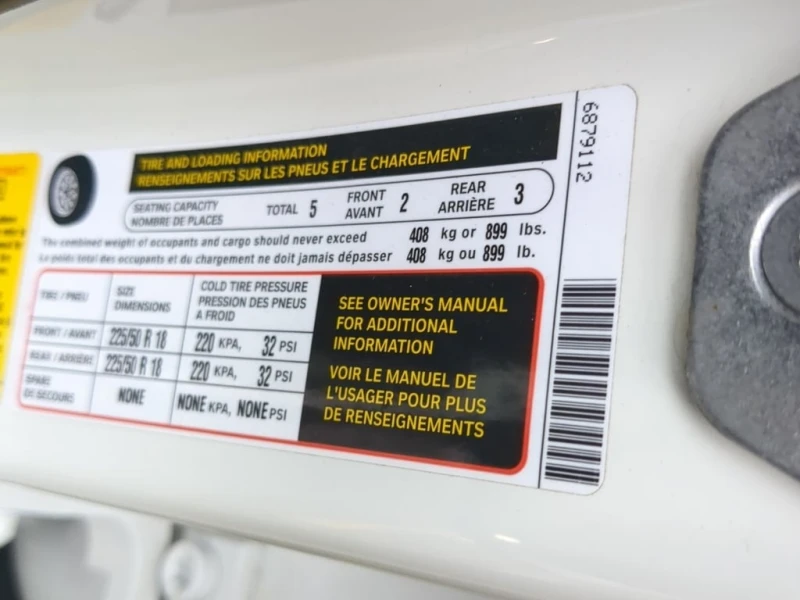 TIRE AND LOADING INFORMATION
RENSEIGNEMENTS SUR LES PNEUS ET LE CHARGEMENT
SEATING CAPACITY
NOMBRE DE PLACES
TOTAL 5
FRONT
AVANT 2
REAR
ARRIÈRE 3
The combined weight of occupants and cargo should never exceed 408 kg or 899 lbs.
Le poids total des occupants et du chargement ne doit jamais dépasser 408 kg ou 899 lb.
TIRE / PNEU
SIZE
DIMENSIONS
COLD TIRE PRESSURE
PRESSION DES PNEUS
A FROID
FRONT / AVANT 225/50 R 18 220 KPA, 32 PSI
REAR / ARRIÈRE 225/50 R 18 220 KPA, 32 PSI
SPARE
DE SECOURS
NONE NONE KPA, NONE PSI
SEE OWNER'S MANUAL
FOR ADDITIONAL
INFORMATION
VOIR LE MANUEL DE
L'USAGER POUR PLUS
DE RENSEIGNEMENTS
6879112